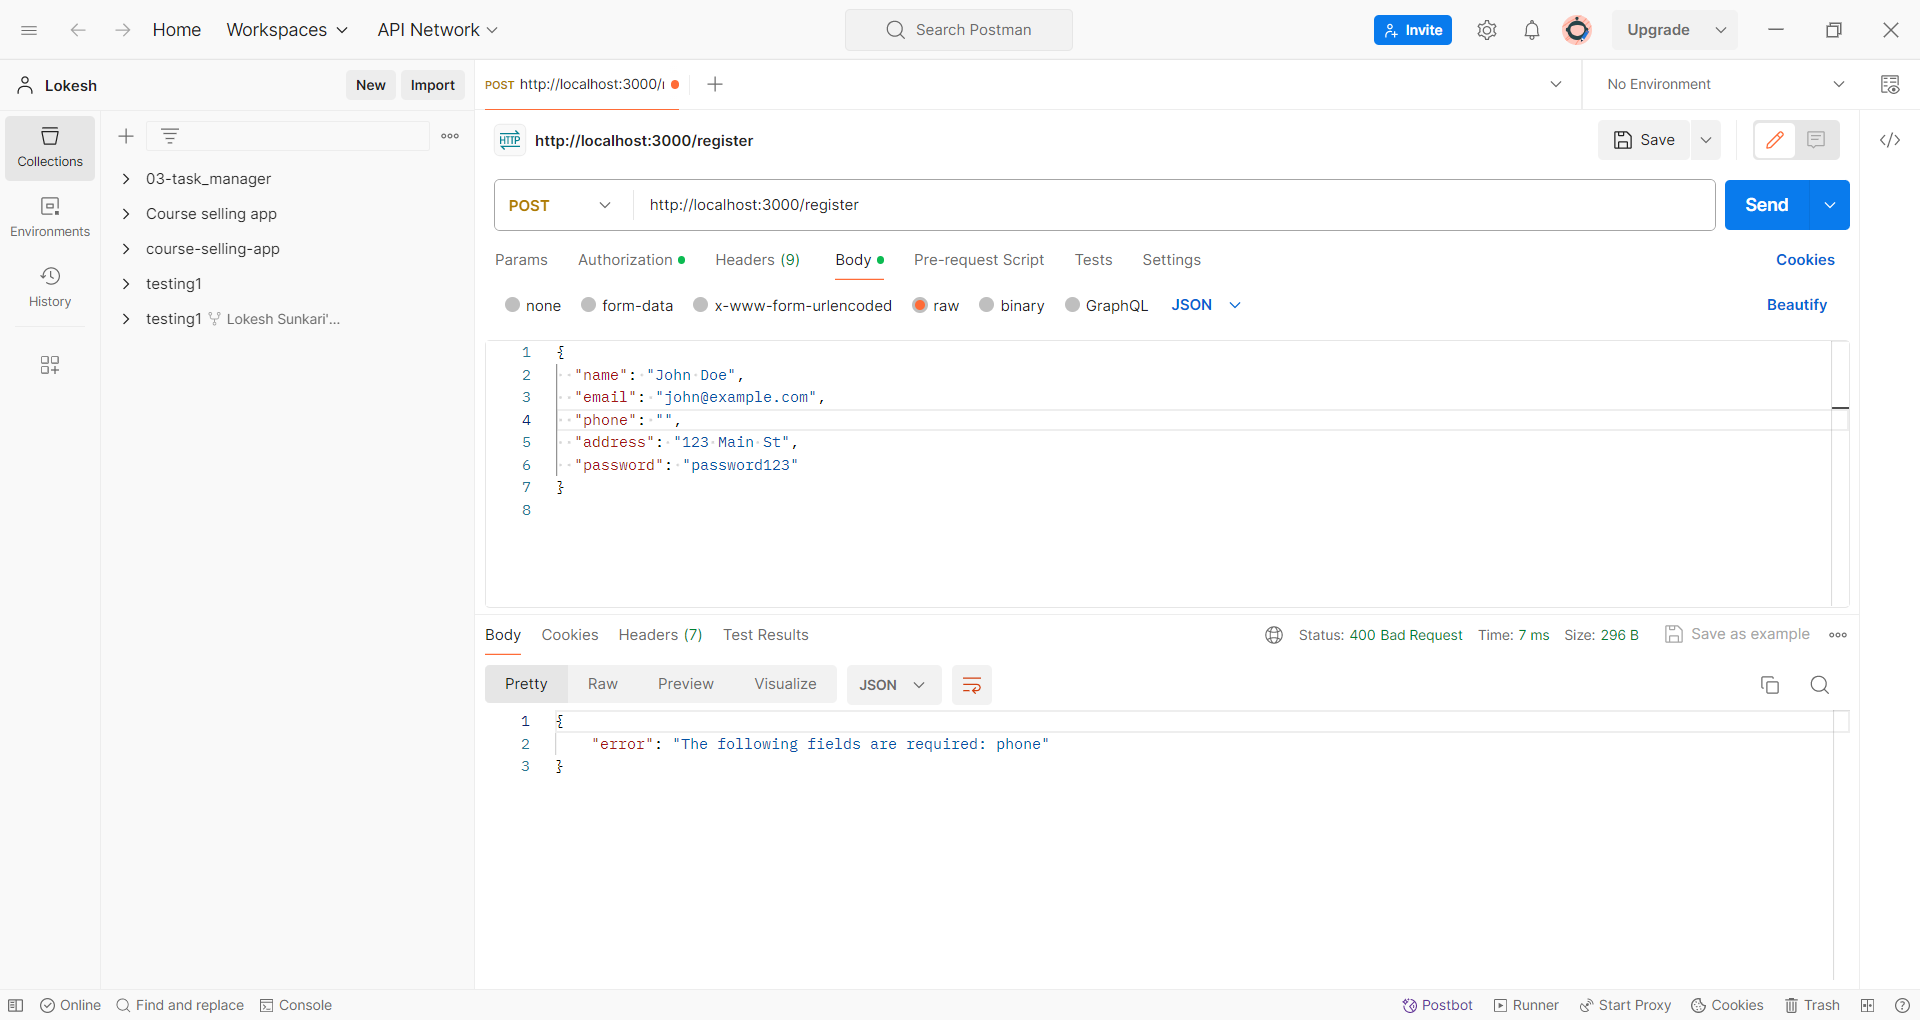 Home Workspaces API Network Search Postman Invite Upgrade
Lokesh New Import POST http://localhost:3000/r No Environment
HTTP http://localhost:3000/register Save
Collections
Environments
History
03-task_manager
Course selling app
course-selling-app
testing1
testing1 Lokesh Sunkari'...
POST http://localhost:3000/register Send
Params Authorization Headers (9) Body Pre-request Script Tests Settings Cookies
none form-data x-www-form-urlencoded raw binary GraphQL JSON Beautify
1 {
2 "name": "John Doe",
3 "email": "john@example.com",
4 "phone": "",
5 "address": "123 Main St",
6 "password": "password123"
7 }
8
Body Cookies Headers (7) Test Results Status: 400 Bad Request Time: 7 ms Size: 296 B Save as example
Pretty Raw Preview Visualize JSON
1 {
2 "error": "The following fields are required: phone"
3 }
Online Find and replace Console Postbot Runner Start Proxy Cookies Trash